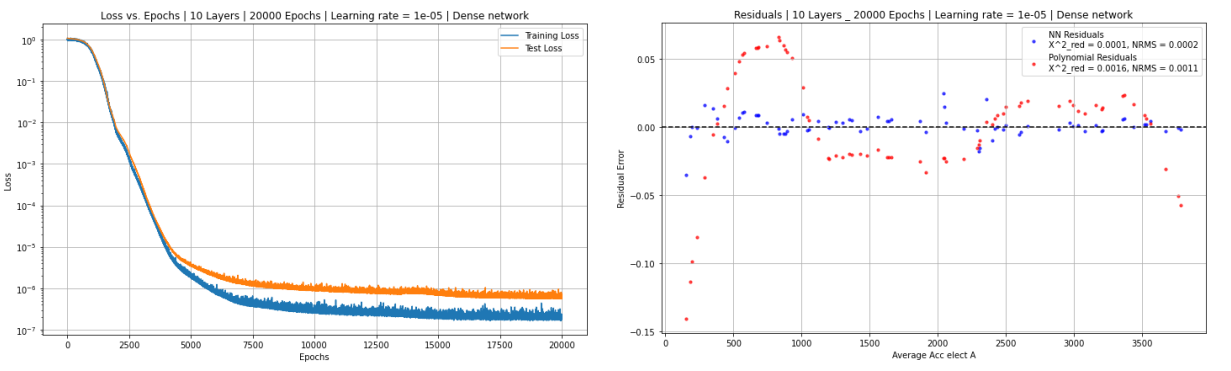 Loss vs. Epochs | 10 Layers | 20000 Epochs | Learning rate = 1e-05 | Dense network
Training Loss
Test Loss
10⁰
10⁻¹
10⁻²
10⁻³
10⁻⁴
10⁻⁵
10⁻⁶
10⁻⁷
Loss
0 2500 5000 7500 10000 12500 15000 17500 20000
Epochs
Residuals | 10 Layers _ 20000 Epochs | Learning rate = 1e-05 | Dense network
NN Residuals
X^2_red = 0.0001, NRMS = 0.0002
Polynomial Residuals
X^2_red = 0.0016, NRMS = 0.0011
0.05
0.00
−0.05
−0.10
−0.15
Residual Error
0 500 1000 1500 2000 2500 3000 3500
Average Acc elect A